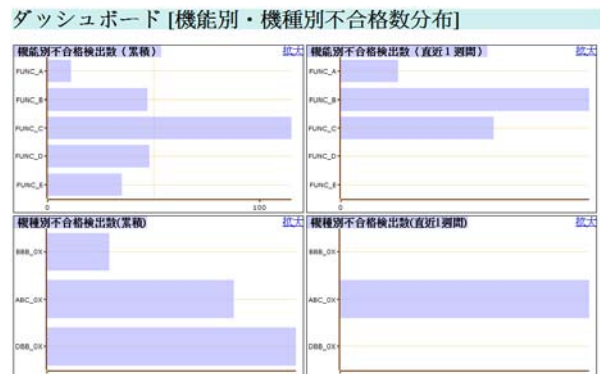 ダッシュボード [機能別・機種別不合格数分布]
機能別不合格検出数（累積） 拡大
FUNC_A
FUNC_B
FUNC_C
FUNC_D
FUNC_E
0 100
機能別不合格検出数（直近１週間） 拡大
FUNC_A
FUNC_B
FUNC_C
FUNC_D
FUNC_E
機種別不合格検出数(累積) 拡大
BBB_0X
ABC_0X
DBB_0X
機種別不合格検出数(直近1週間) 拡大
BBB_0X
ABC_0X
DBB_0X